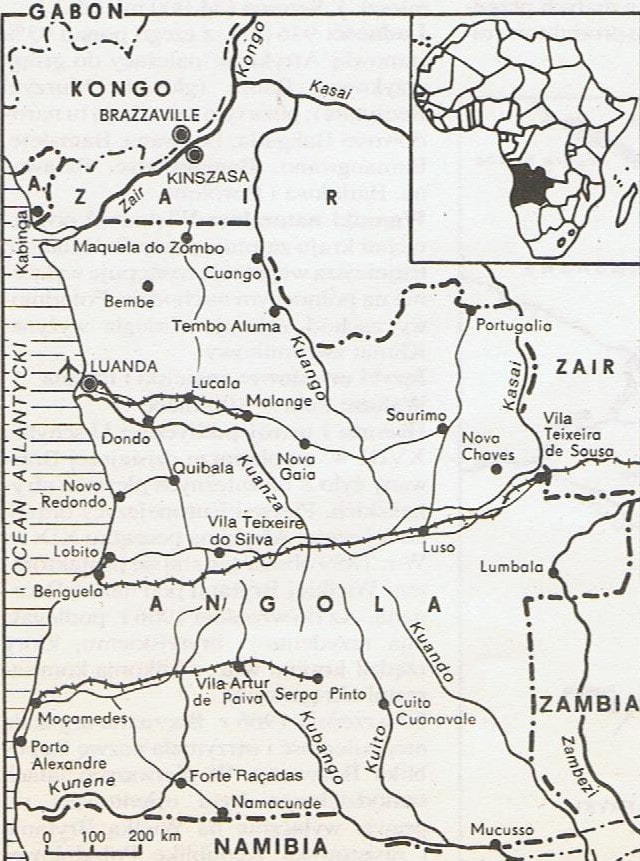 GABON
KONGO
Kongo
Kasai
BRAZZAVILLE
KINSZASA
A.
Z A I R
Zair
Kabinga
Maquela do Zombo
Cuango
Bembe
Tembo Aluma
Portugalia
Kuango
Kasai
ZAIR
LUANDA
Lucala
Malange
Saurimo
Dondo
Nova
Gaia
Nova
Chaves
Vila
Teixeira
de Sousa
OCEAN ATLANTYCKI
Quibala
Kuanza
Novo
Redondo
Vila Teixeire
do Silva
Lobito
Luso
Lumbala
Benguela
A N G O L A
Kuando
Vila-Artur
de Paiva
Serpa Pinto
Cuito
Cuanavale
ZAMBIA
Moçamedes
Kubango
Kuito
Porto
Alexandre
Zambezi
Kunene
Forte Raçadas
Namacunde
0 100 200 km
NAMIBIA
Mucusso